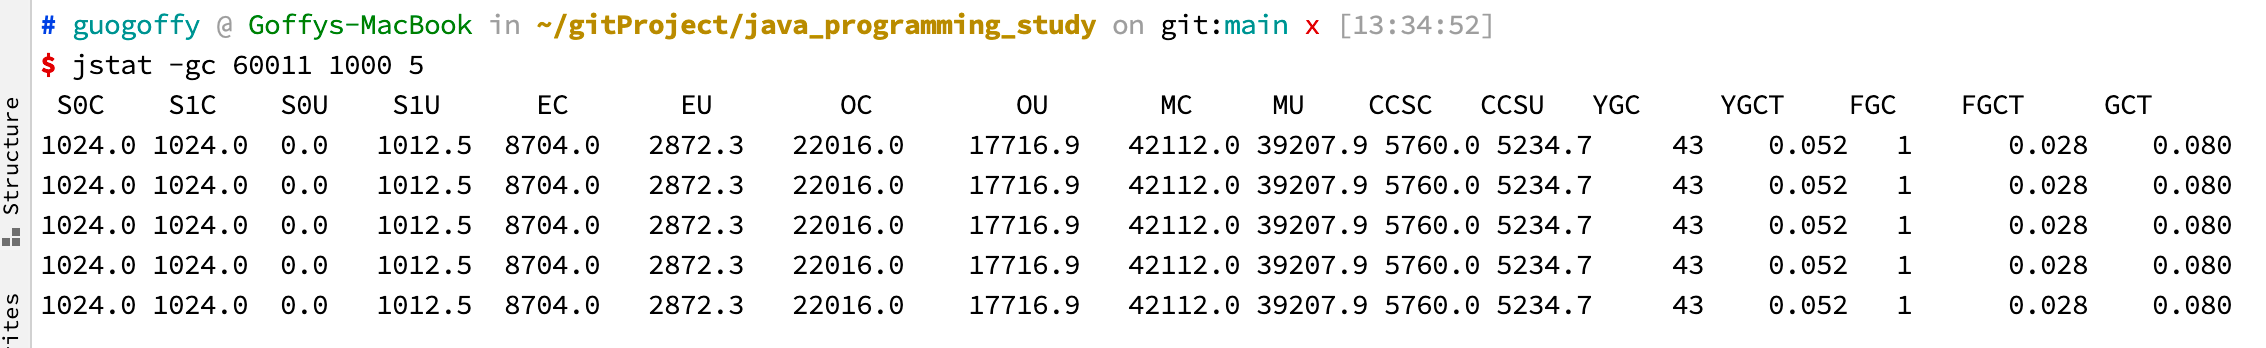 # guogoffy @ Goffys-MacBook in ~/gitProject/java_programming_study on git:main x [13:34:52]
$ jstat -gc 60011 1000 5
S0C S1C S0U S1U EC EU OC OU MC MU CCSC CCSU YGC YGCT FGC FGCT GCT
1024.0 1024.0 0.0 1012.5 8704.0 2872.3 22016.0 17716.9 42112.0 39207.9 5760.0 5234.7 43 0.052 1 0.028 0.080
1024.0 1024.0 0.0 1012.5 8704.0 2872.3 22016.0 17716.9 42112.0 39207.9 5760.0 5234.7 43 0.052 1 0.028 0.080
1024.0 1024.0 0.0 1012.5 8704.0 2872.3 22016.0 17716.9 42112.0 39207.9 5760.0 5234.7 43 0.052 1 0.028 0.080
1024.0 1024.0 0.0 1012.5 8704.0 2872.3 22016.0 17716.9 42112.0 39207.9 5760.0 5234.7 43 0.052 1 0.028 0.080
1024.0 1024.0 0.0 1012.5 8704.0 2872.3 22016.0 17716.9 42112.0 39207.9 5760.0 5234.7 43 0.052 1 0.028 0.080
Structure